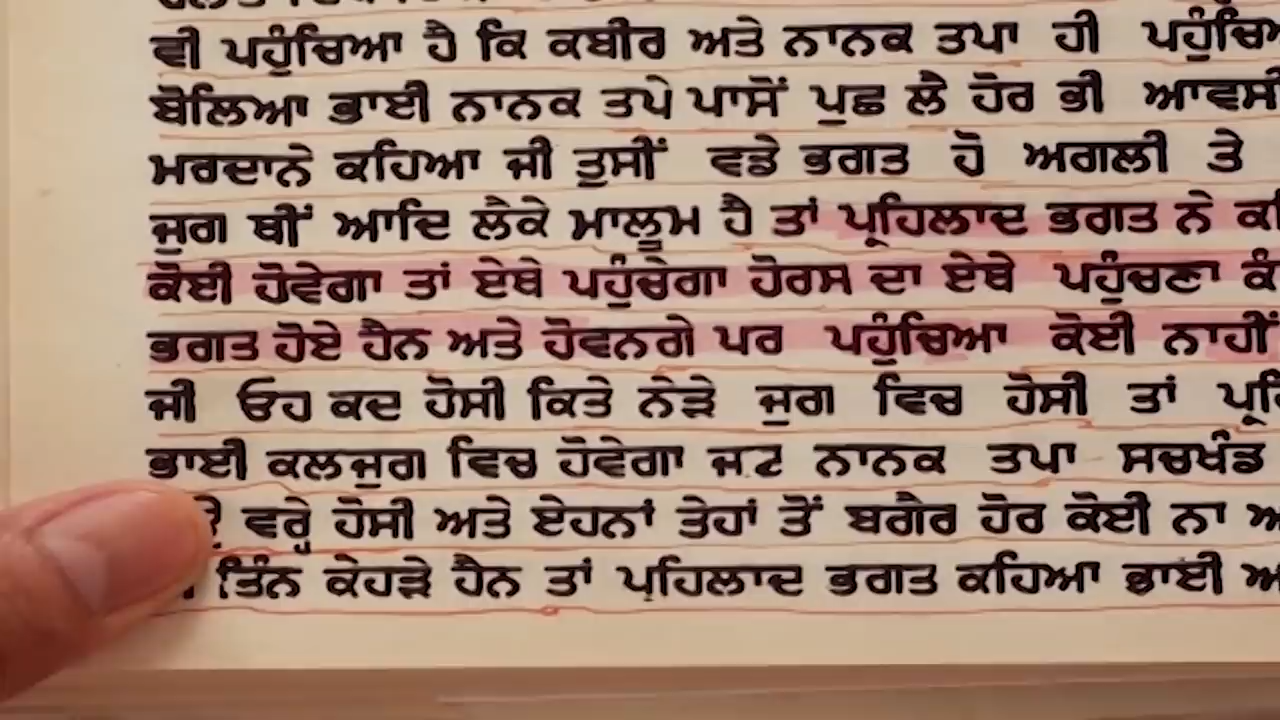 ਵੀ ਪਹੁੰਚਿਆ ਹੈ ਕਿ ਕਬੀਰ ਅਤੇ ਨਾਨਕ ਤਪਾ ਹੀ
ਬੋਲਿਆ ਭਾਈ ਨਾਨਕ ਤਪੇ ਪਾਸੋਂ ਪੁਛ ਲੈ ਹੋਰ ਭੀ
ਮਰਦਾਨੇ ਕਹਿਆ ਜੀ ਤੁਸੀਂ ਵਡੇ ਭਗਤ ਹੋ ਅਗਲੀ ਤੇ
ਜੁਗ ਥੀਂ ਆਦਿ ਲੈਕੇ ਮਾਲੂਮ ਹੈ ਤਾਂ ਪ੍ਰਹਿਲਾਦ ਭਗਤ ਨੇ
ਕੋਈ ਹੋਵੇਗਾ ਤਾਂ ਏਥੇ ਪਹੁੰਚੇਗਾ ਹੋਰਸ ਦਾ ਏਥੇ ਪਹੁੰਚਣਾ
ਭਗਤ ਹੋਏ ਹੈਨ ਅਤੇ ਹੋਵਨਗੇ ਪਰ ਪਹੁੰਚਿਆ ਕੋਈ ਨਾਹੀਂ
ਜੀ ਓਹ ਕਦ ਹੋਸੀ ਕਿਤੇ ਨੇੜੇ ਜੁਗ ਵਿਚ ਹੋਸੀ ਤਾਂ
ਭਾਈ ਕਲਜੁਗ ਵਿਚ ਹੋਵੇਗਾ ਜਟ ਨਾਨਕ ਤਪਾ ਸਚਖੰਡ
ਵਰ੍ਹੇ ਹੋਸੀ ਅਤੇ ਏਹਨਾਂ ਤੇਹਾਂ ਤੋਂ ਬਗੈਰ ਹੋਰ ਕੋਈ ਨਾ
ਤਿੰਨ ਕੇਹੜੇ ਹੈਨ ਤਾਂ ਪ੍ਰਹਿਲਾਦ ਭਗਤ ਕਹਿਆ ਭਾਈ